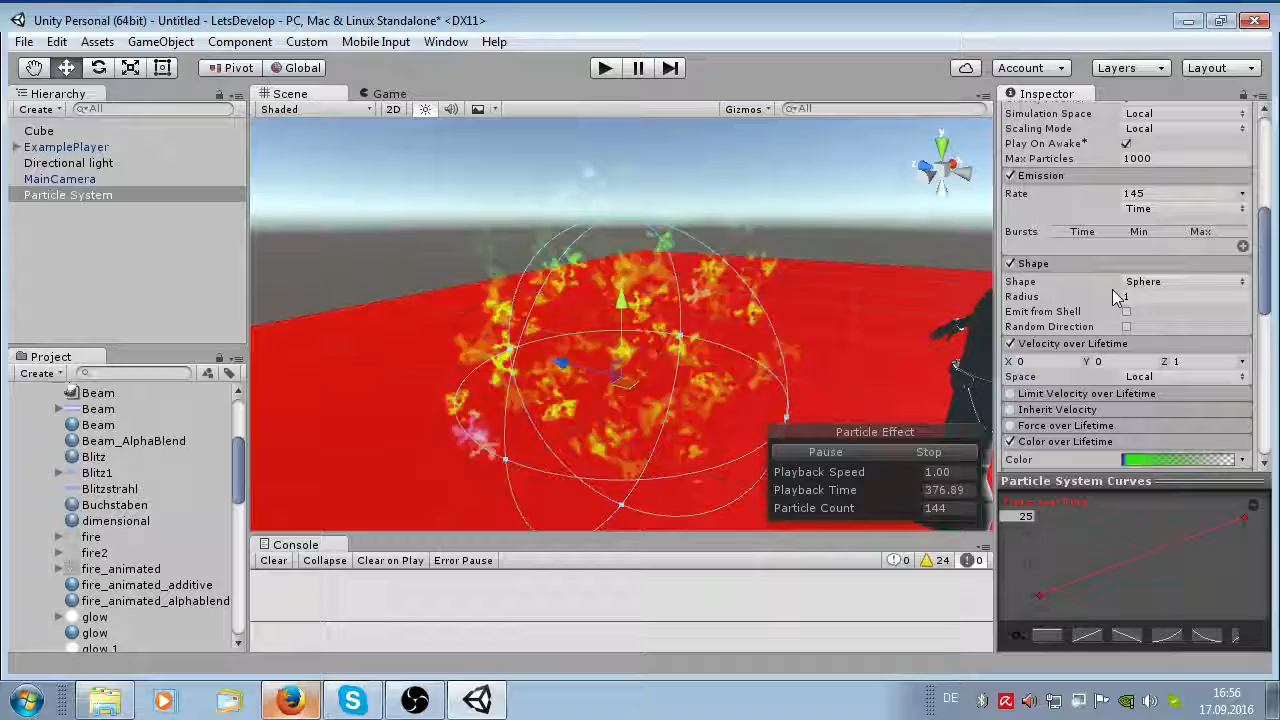 Unity Personal (64bit) - Untitled - LetsDevelop - PC, Mac & Linux Standalone* <DX11>
File Edit Assets GameObject Component Custom Mobile Input Window Help
Pivot Global Account Layers Layout
Hierarchy
Create All
Cube
ExamplePlayer
Directional light
MainCamera
Particle System
Project
Create
Beam
Beam
Beam
Beam_AlphaBlend
Blitz
Blitz1
Blitzstrahl
Buchstaben
dimensional
fire
fire2
fire_animated
fire_animated_additive
fire_animated_alphablend
glow
glow
glow 1
Scene Game
Shaded 2D Gizmos All
y
z
Particle Effect
Pause Stop
Playback Speed 1.00
Playback Time 376.89
Particle Count 144
Console
Clear Collapse Clear on Play Error Pause 0 24 0
Inspector
Simulation Space Local
Scaling Mode Local
Play On Awake*
Max Particles 1000
Emission
Rate 145
Time
Bursts Time Min Max
Shape
Shape Sphere
Radius 1
Emit from Shell
Random Direction
Velocity over Lifetime
X 0 Y 0 Z 1
Space Local
Limit Velocity over Lifetime
Inherit Velocity
Force over Lifetime
Color over Lifetime
Color
Particle System Curves
25
DE 16:56
17.09.2016